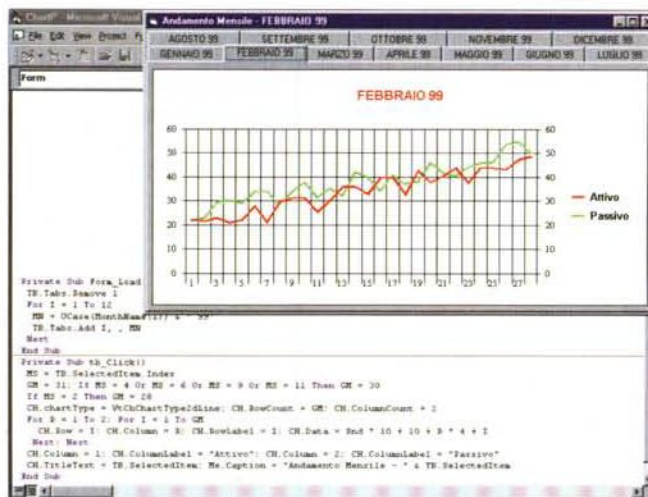 Chart - Microsoft Visual
File Edit View Project
Form
Andamento Mensile - FEBBRAIO 99
AGOSTO 99 SETTEMBRE 99 OTTOBRE 99 NOVEMBRE 99 DICEMBRE 99
GENNAIO 99 FEBBRAIO 99 MARZO 99 APRILE 99 MAGGIO 99 GIUGNO 99 LUGLIO 99
FEBBRAIO 99
60 60
50 50
40 40
30 30
20 20
10 10
0 0
1 3 5 7 9 11 13 15 17 19 21 23 25 27
Attivo
Passivo
Private Sub Form_Load
TB.Tabs.Remove 1
For I = 1 To 12
MN = UCase(MonthName(I)) & " 99"
TB.Tabs.Add I, , MN
Next
End Sub
Private Sub tb_Click()
MS = TB.SelectedItem.Index
GM = 31: If MS = 4 Or MS = 6 Or MS = 9 Or MS = 11 Then GM = 30
If MS = 2 Then GM = 28
CH.chartType = VtChChartType2dLine: CH.RowCount = GM: CH.ColumnCount = 2
For R = 1 To 2: For I = 1 To GM
CH.Row = I: CH.Column = R: CH.RowLabel = I: CH.Data = Rnd * 10 + 10 + R * 4 + I
Next: Next
CH.Column = 1: CH.ColumnLabel = "Attivo": CH.Column = 2: CH.ColumnLabel = "Passivo"
CH.TitleText = TB.SelectedItem: Me.Caption = "Andamento Mensile - " & TB.SelectedItem
End Sub